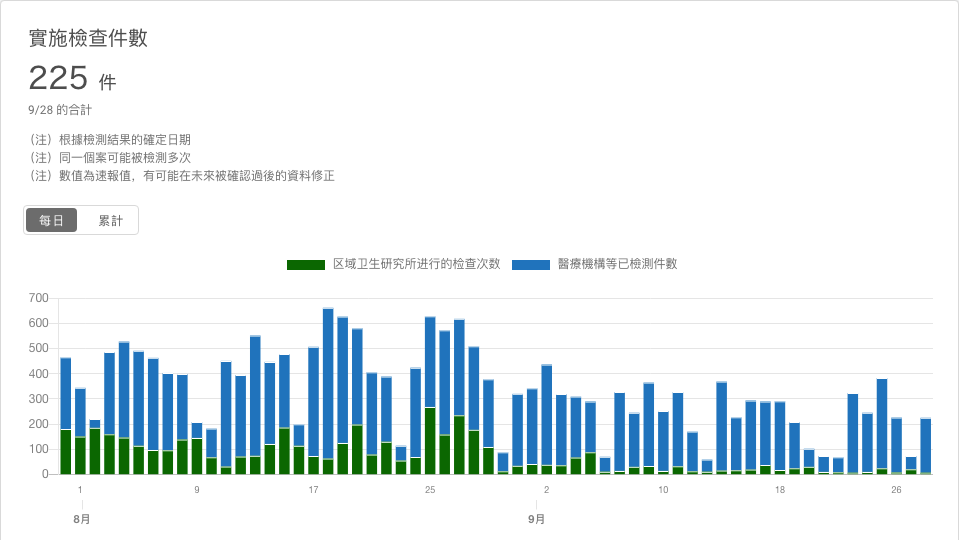 實施檢查件數
225 件
9/28 的合計
（注）根據檢測結果的確定日期
（注）同一個案可能被檢測多次
（注）數值為速報值，有可能在未來被確認過後的資料修正
每日 累計
区域卫生研究所进行的检查次数 醫療機構等已檢測件數
700
600
500
400
300
200
100
0
1 9 17 25 2 10 18 26
8月 9月